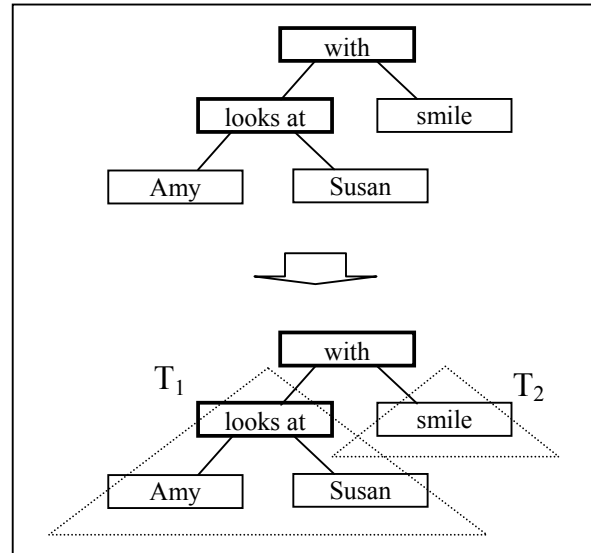 with
looks at
smile
Amy
Susan
with
T₁
T₂
looks at
smile
Amy
Susan